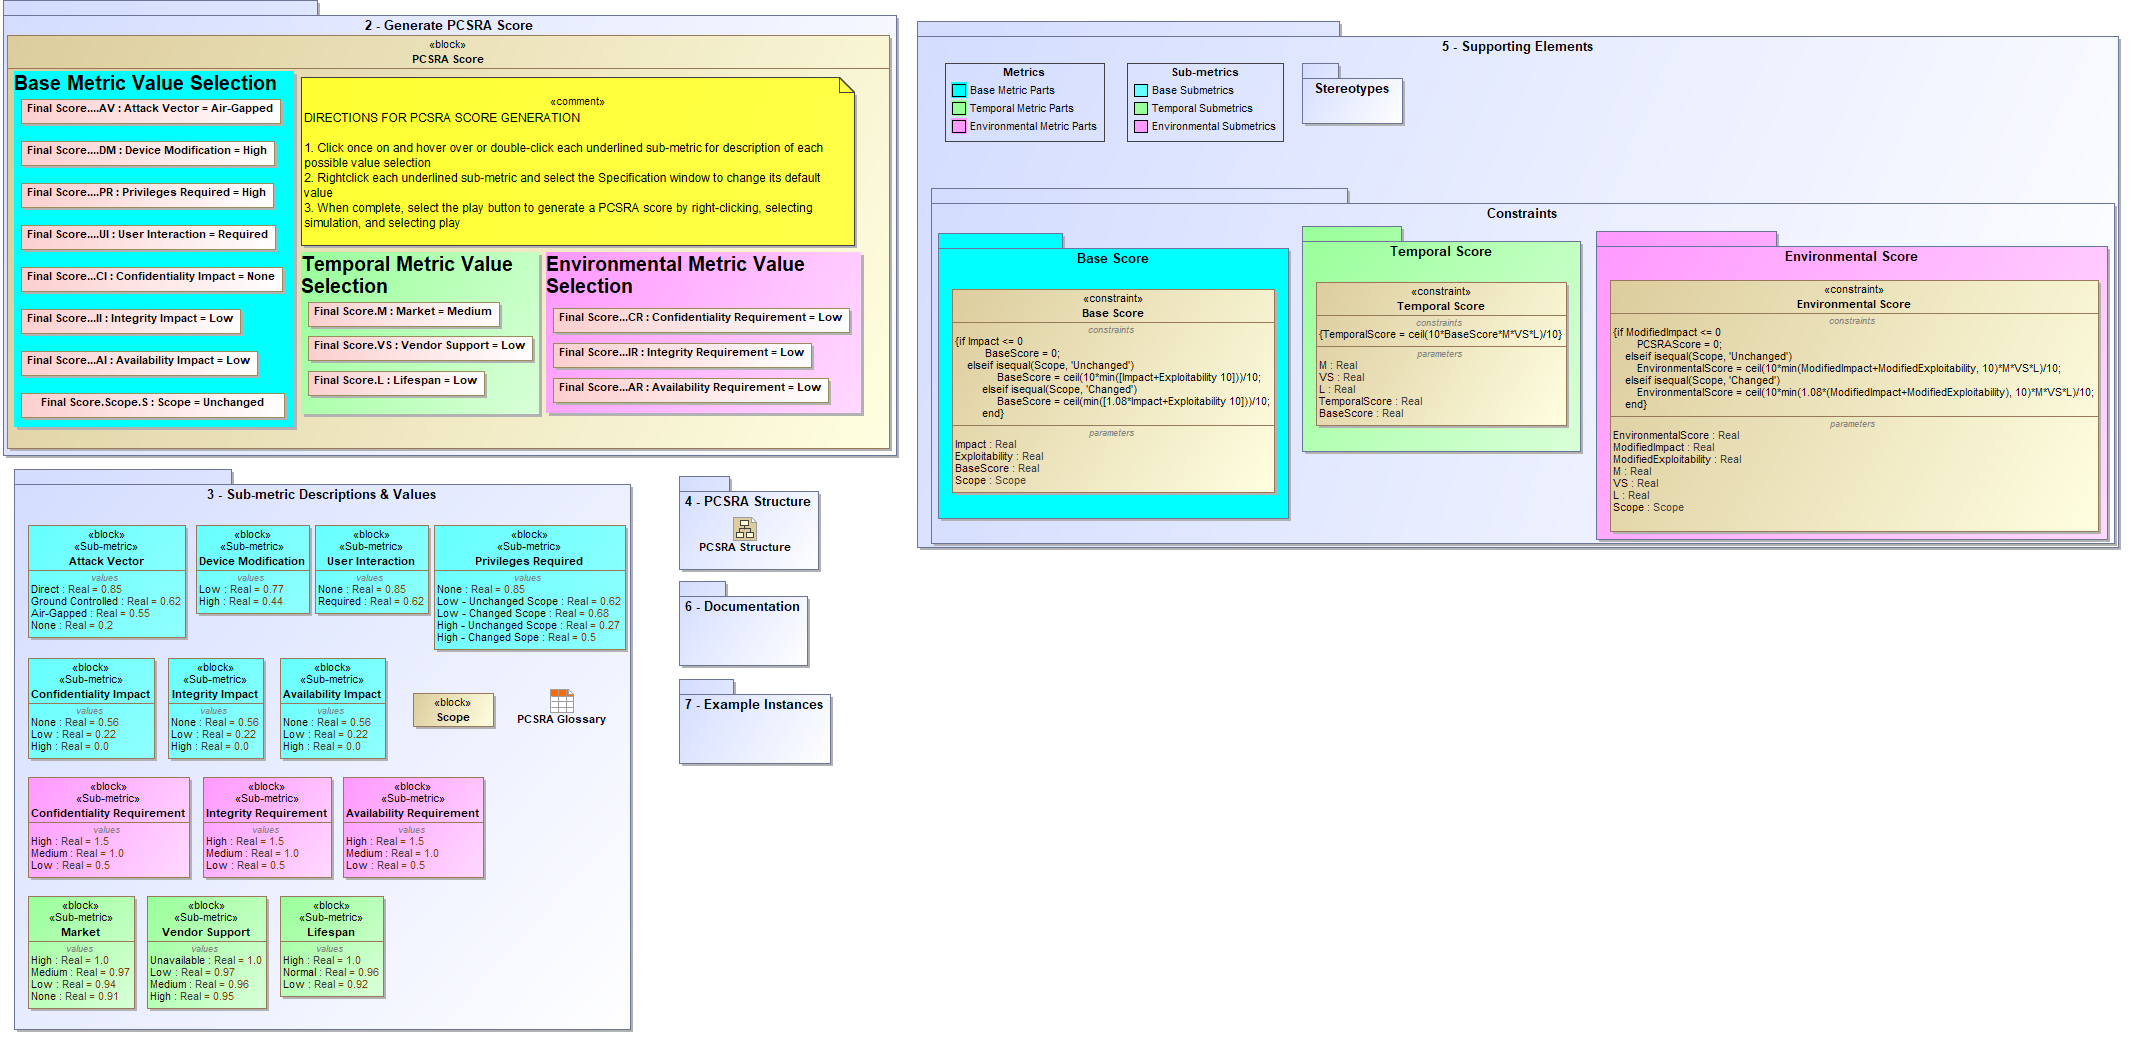 2 - Generate PCSRA Score
«block»
PCSRA Score
Base Metric Value Selection
Final Score....AV : Attack Vector = Air-Gapped
Final Score....DM : Device Modification = High
Final Score....PR : Privileges Required = High
Final Score....UI : User Interaction = Required
Final Score...CI : Confidentiality Impact = None
Final Score...II : Integrity Impact = Low
Final Score...AI : Availability Impact = Low
Final Score.Scope.S : Scope = Unchanged
«comment»
DIRECTIONS FOR PCSRA SCORE GENERATION
1. Click once on and hover over or double-click each underlined sub-metric for description of each
possible value selection
2. Rightclick each underlined sub-metric and select the Specification window to change its default
value
3. When complete, select the play button to generate a PCSRA score by right-clicking, selecting
simulation, and selecting play
Temporal Metric Value
Selection
Final Score.M : Market = Medium
Final Score.VS : Vendor Support = Low
Final Score.L : Lifespan = Low
Environmental Metric Value
Selection
Final Score...CR : Confidentiality Requirement = Low
Final Score...IR : Integrity Requirement = Low
Final Score...AR : Availability Requirement = Low
3 - Sub-metric Descriptions & Values
«block»
«Sub-metric»
Attack Vector
values
Direct : Real = 0.85
Ground Controlled : Real = 0.62
Air-Gapped : Real = 0.55
None : Real = 0.2
«block»
«Sub-metric»
Device Modification
values
Low : Real = 0.77
High : Real = 0.44
«block»
«Sub-metric»
User Interaction
values
None : Real = 0.85
Required : Real = 0.62
«block»
«Sub-metric»
Privileges Required
values
None : Real = 0.85
Low - Unchanged Scope : Real = 0.62
Low - Changed Scope : Real = 0.68
High - Unchanged Scope : Real = 0.27
High - Changed Sope : Real = 0.5
«block»
«Sub-metric»
Confidentiality Impact
values
None : Real = 0.56
Low : Real = 0.22
High : Real = 0.0
«block»
«Sub-metric»
Integrity Impact
values
None : Real = 0.56
Low : Real = 0.22
High : Real = 0.0
«block»
«Sub-metric»
Availability Impact
values
None : Real = 0.56
Low : Real = 0.22
High : Real = 0.0
«block»
Scope
PCSRA Glossary
«block»
«Sub-metric»
Confidentiality Requirement
values
High : Real = 1.5
Medium : Real = 1.0
Low : Real = 0.5
«block»
«Sub-metric»
Integrity Requirement
values
High : Real = 1.5
Medium : Real = 1.0
Low : Real = 0.5
«block»
«Sub-metric»
Availability Requirement
values
High : Real = 1.5
Medium : Real = 1.0
Low : Real = 0.5
«block»
«Sub-metric»
Market
values
High : Real = 1.0
Medium : Real = 0.97
Low : Real = 0.94
None : Real = 0.91
«block»
«Sub-metric»
Vendor Support
values
Unavailable : Real = 1.0
Low : Real = 0.97
Medium : Real = 0.96
High : Real = 0.95
«block»
«Sub-metric»
Lifespan
values
High : Real = 1.0
Normal : Real = 0.96
Low : Real = 0.92
4 - PCSRA Structure
PCSRA Structure
6 - Documentation
7 - Example Instances
5 - Supporting Elements
Metrics
Base Metric Parts
Temporal Metric Parts
Environmental Metric Parts
Sub-metrics
Base Submetrics
Temporal Submetrics
Environmental Submetrics
Stereotypes
Constraints
Base Score
«constraint»
Base Score
constraints
{if Impact <= 0
BaseScore = 0;
elseif isequal(Scope, 'Unchanged')
BaseScore = ceil(10*min([Impact+Exploitability 10]))/10;
elseif isequal(Scope, 'Changed')
BaseScore = ceil(min([1.08*Impact+Exploitability 10]))/10;
end}
parameters
Impact : Real
Exploitability : Real
BaseScore : Real
Scope : Scope
Temporal Score
«constraint»
Temporal Score
constraints
{TemporalScore = ceil(10*BaseScore*M*VS*L)/10}
parameters
M : Real
VS : Real
L : Real
TemporalScore : Real
BaseScore : Real
Environmental Score
«constraint»
Environmental Score
constraints
{if ModifiedImpact <= 0
PCSRAScore = 0;
elseif isequal(Scope, 'Unchanged')
EnvironmentalScore = ceil(10*min(ModifiedImpact+ModifiedExploitability, 10)*M*VS*L)/10;
elseif isequal(Scope, 'Changed')
EnvironmentalScore = ceil(10*min(1.08*(ModifiedImpact+ModifiedExploitability), 10)*M*VS*L)/10;
end}
parameters
EnvironmentalScore : Real
ModifiedImpact : Real
ModifiedExploitability : Real
M : Real
VS : Real
L : Real
Scope : Scope